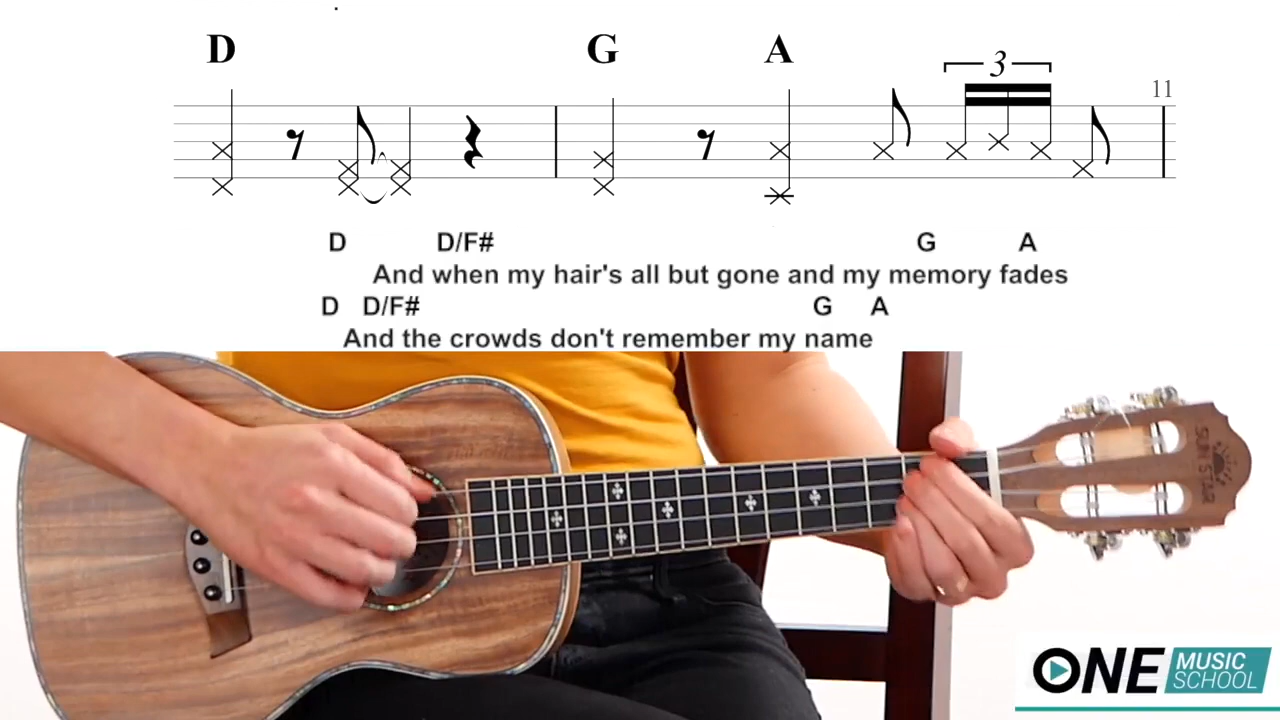 D G A
3
11
D D/F# G A
And when my hair's all but gone and my memory fades
D D/F# G A
And the crowds don't remember my name
SUNSTAR
ONE MUSIC
SCHOOL